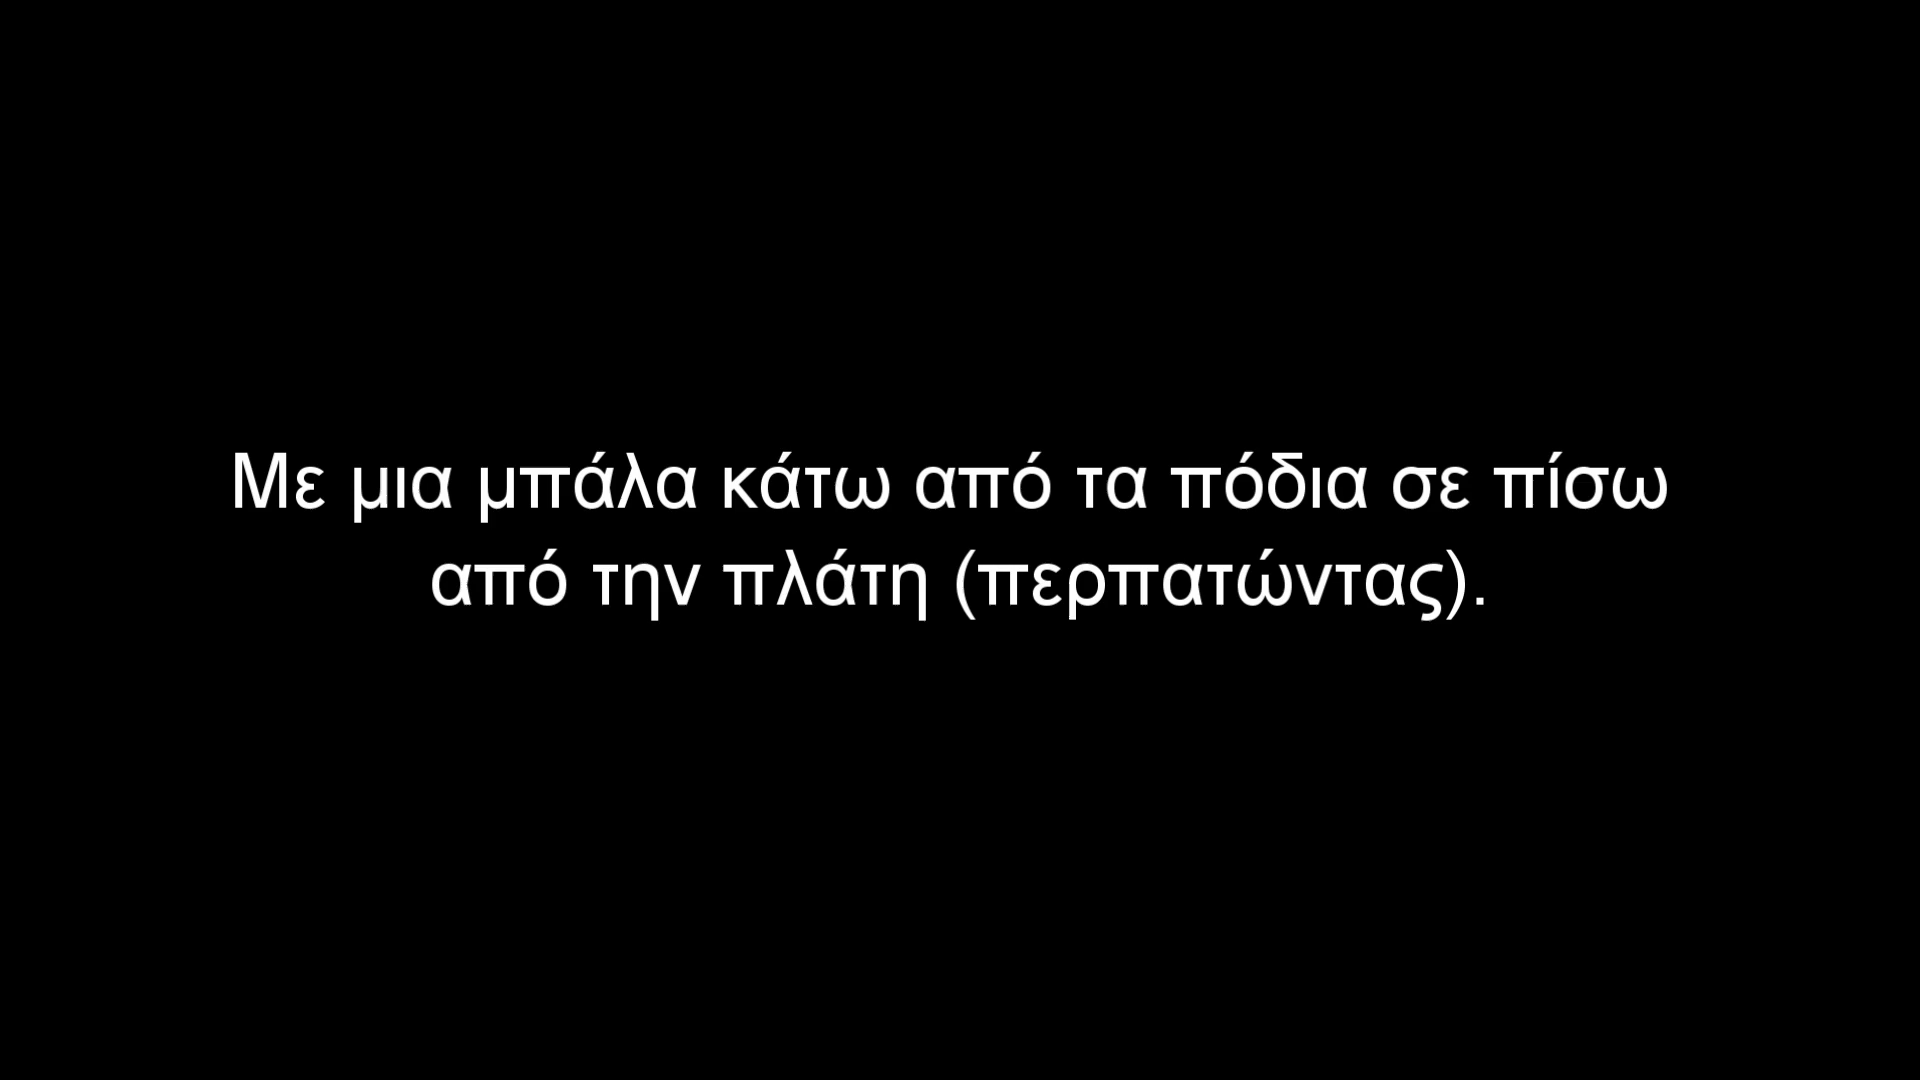 Με μια μπάλα κάτω από τα πόδια σε πίσω
από την πλάτη (περπατώντας).